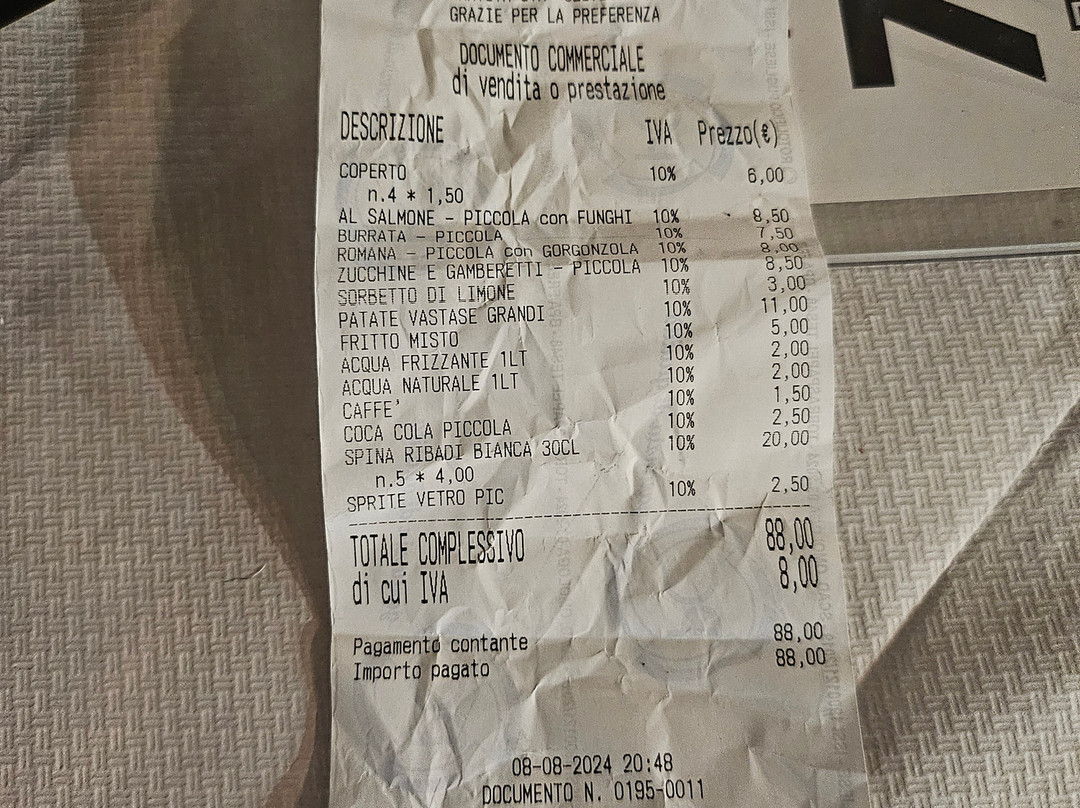 GRAZIE PER LA PREFERENZA
DOCUMENTO COMMERCIALE
di vendita o prestazione
DESCRIZIONE IVA Prezzo(€)
COPERTO 10% 6,00
n.4 * 1,50
AL SALMONE - PICCOLA con FUNGHI 10% 8,50
BURRATA - PICCOLA 10% 7,50
ROMANA - PICCOLA con GORGONZOLA 10% 8,00
ZUCCHINE E GAMBERETTI - PICCOLA 10% 8,50
SORBETTO DI LIMONE 10% 3,00
PATATE VASTASE GRANDI 10% 11,00
FRITTO MISTO 10% 5,00
ACQUA FRIZZANTE 1LT 10% 2,00
ACQUA NATURALE 1LT 10% 2,00
CAFFE' 10% 1,50
COCA COLA PICCOLA 10% 2,50
SPINA RIBADI BIANCA 30CL 10% 20,00
n.5 * 4,00
SPRITE VETRO PIC 10% 2,50
TOTALE COMPLESSIVO 88,00
di cui IVA 8,00
Pagamento contante 88,00
Importo pagato 88,00
08-08-2024 20:48
DOCUMENTO N. 0195-0011
7